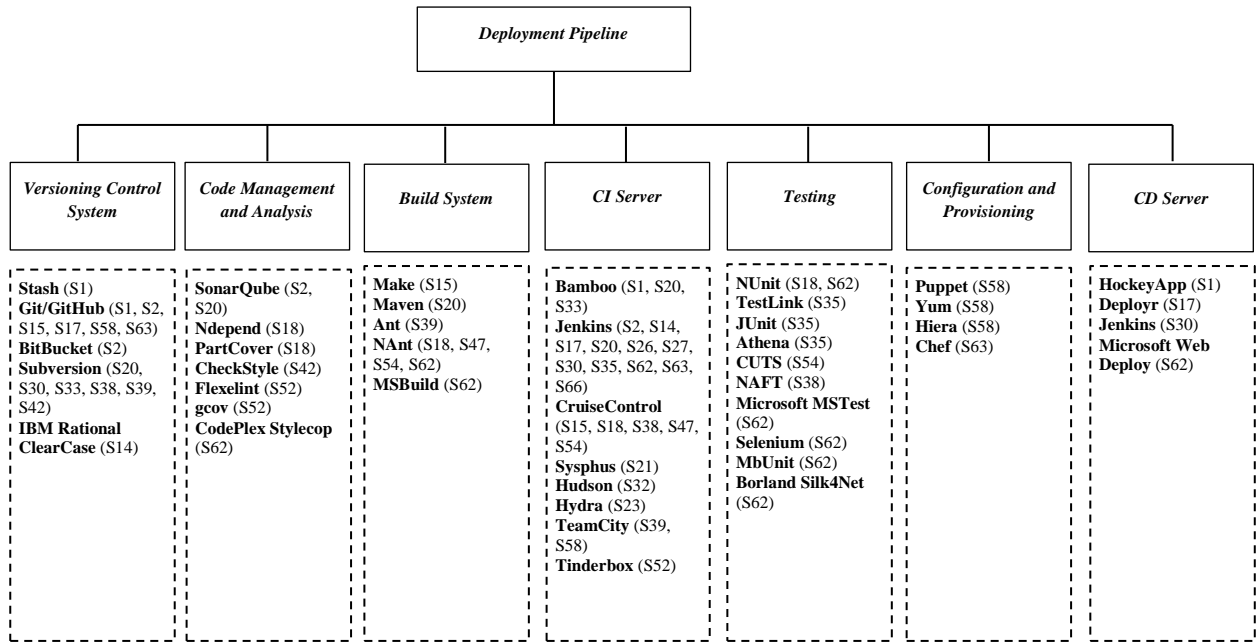 Deployment Pipeline
Versioning Control
System
Code Management
and Analysis
Build System
CI Server
Testing
Configuration and
Provisioning
CD Server
Stash (S1)
Git/GitHub (S1, S2,
S15, S17, S58, S63)
BitBucket (S2)
Subversion (S20,
S30, S33, S38, S39,
S42)
IBM Rational
ClearCase (S14)
SonarQube (S2,
S20)
Ndepend (S18)
PartCover (S18)
CheckStyle (S42)
Flexelint (S52)
gcov (S52)
CodePlex Stylecop
(S62)
Make (S15)
Maven (S20)
Ant (S39)
NAnt (S18, S47,
S54, S62)
MSBuild (S62)
Bamboo (S1, S20,
S33)
Jenkins (S2, S14,
S17, S20, S26, S27,
S30, S35, S62, S63,
S66)
CruiseControl
(S15, S18, S38, S47,
S54)
Sysphus (S21)
Hudson (S32)
Hydra (S23)
TeamCity (S39,
S58)
Tinderbox (S52)
NUnit (S18, S62)
TestLink (S35)
JUnit (S35)
Athena (S35)
CUTS (S54)
NAFT (S38)
Microsoft MSTest
(S62)
Selenium (S62)
MbUnit (S62)
Borland Silk4Net
(S62)
Puppet (S58)
Yum (S58)
Hiera (S58)
Chef (S63)
HockeyApp (S1)
Deployr (S17)
Jenkins (S30)
Microsoft Web
Deploy (S62)